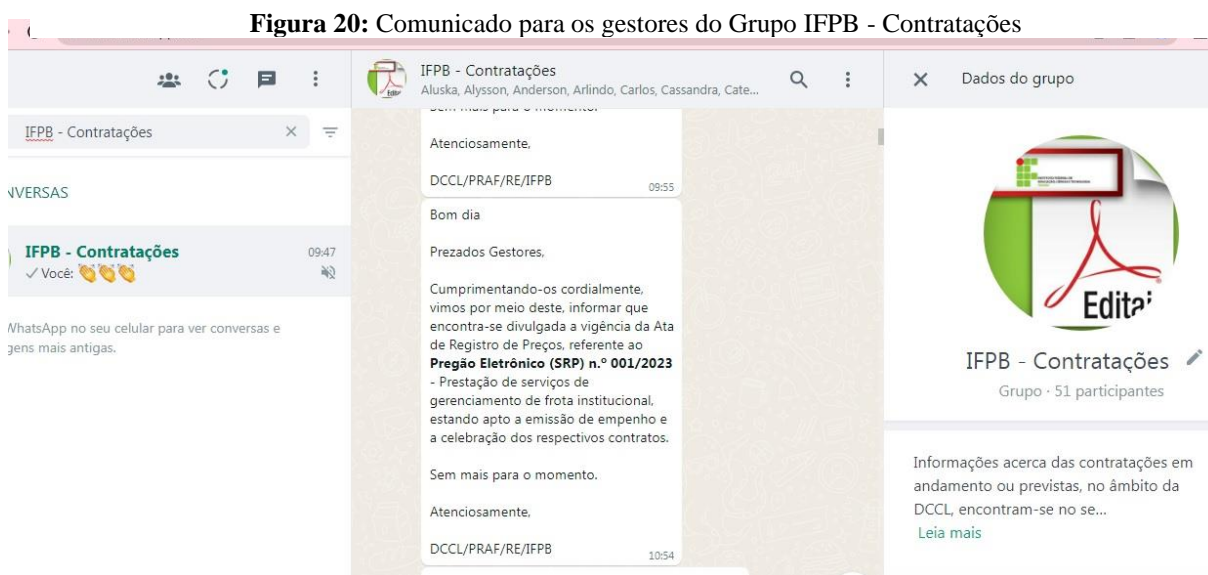 Figura 20: Comunicado para os gestores do Grupo IFPB - Contratações
IFPB - Contratações
CONVERSAS
IFPB - Contratações
09:47
✓ Você: 👏👏👏
WhatsApp no seu celular para ver conversas e
mais antigas.
IFPB - Contratações
Aluska, Alysson, Anderson, Arlindo, Carlos, Cassandra, Cate...
Sem mais para o momento.
Atenciosamente,
DCCL/PRAF/RE/IFPB
09:55
Bom dia
Prezados Gestores,
Cumprimentando-os cordialmente,
vimos por meio deste, informar que
encontra-se divulgada a vigência da Ata
de Registro de Preços, referente ao
Pregão Eletrônico (SRP) n.º 001/2023
- Prestação de serviços de
gerenciamento de frota institucional,
estando apto a emissão de empenho e
a celebração dos respectivos contratos.
Sem mais para o momento.
Atenciosamente,
DCCL/PRAF/RE/IFPB
10:54
Dados do grupo
Editai
IFPB - Contratações
Grupo · 51 participantes
Informações acerca das contratações em
andamento ou previstas, no âmbito da
DCCL, encontram-se no se...
Leia mais